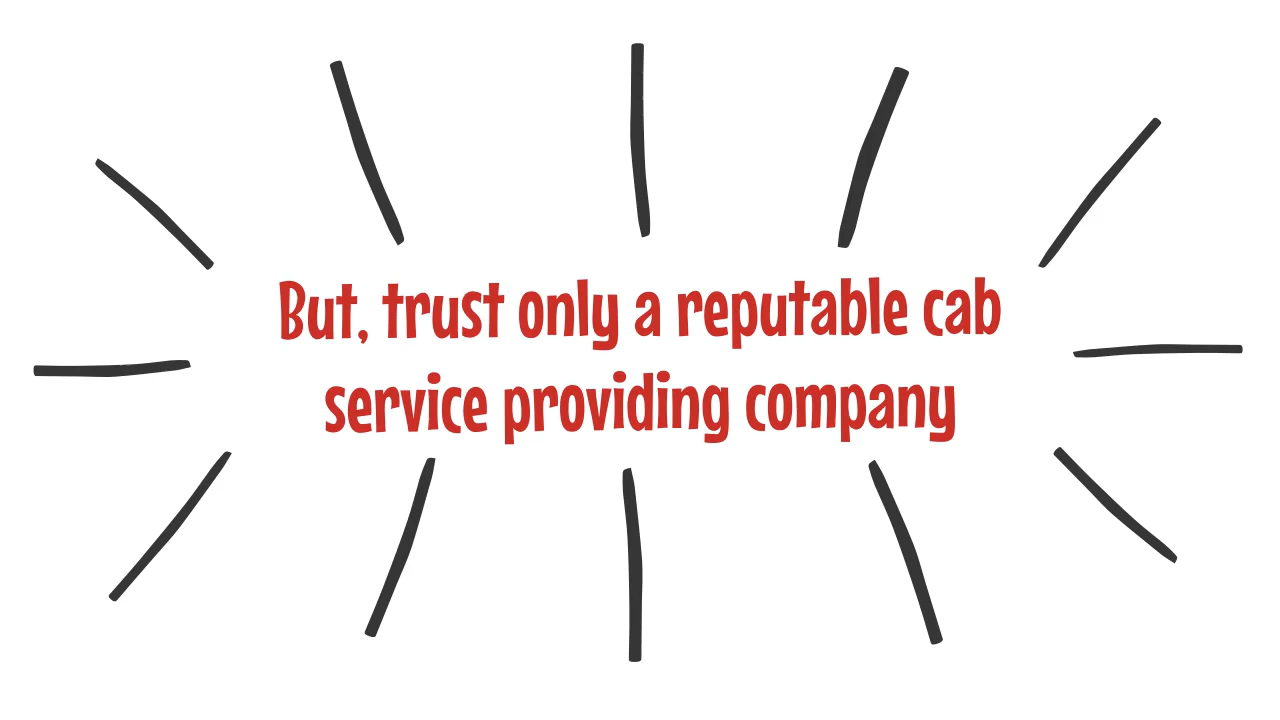 But, trust only a reputable cab
service providing company